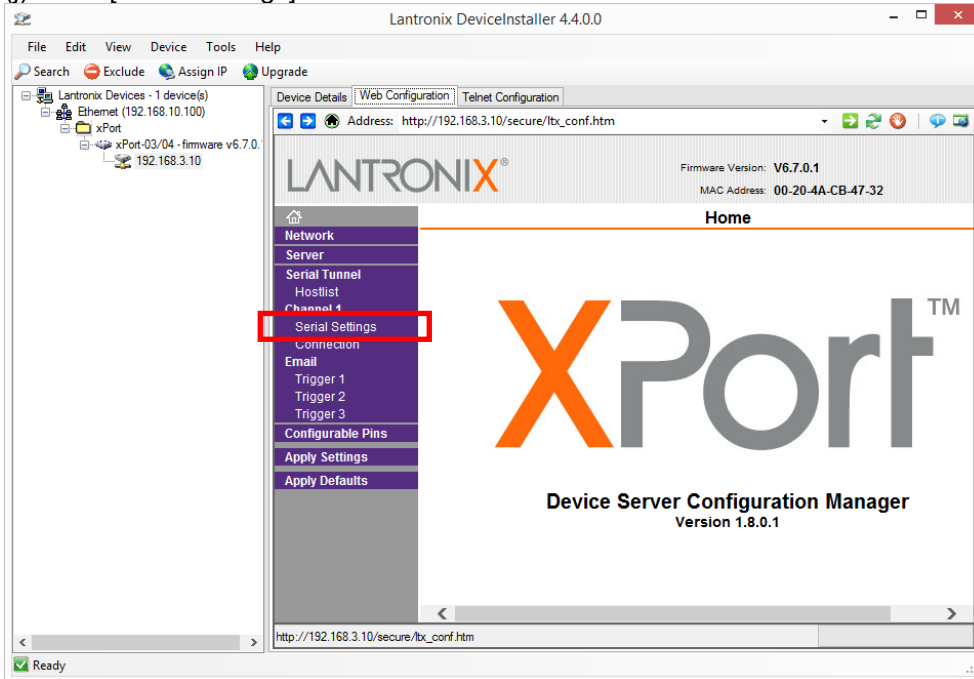 Lantronix DeviceInstaller 4.4.0.0
File Edit View Device Tools Help
Search Exclude Assign IP Upgrade
Lantronix Devices - 1 device(s)
Ethernet (192.168.10.100)
xPort
xPort-03/04 - firmware v6.7.0.
192.168.3.10
Device Details Web Configuration Telnet Configuration
Address: http://192.168.3.10/secure/ltx_conf.htm
LANTRONIX®
Firmware Version: V6.7.0.1
MAC Address: 00-20-4A-CB-47-32
Home
Network
Server
Serial Tunnel
Hostlist
Channel 1
Serial Settings
Connection
Email
Trigger 1
Trigger 2
Trigger 3
Configurable Pins
Apply Settings
Apply Defaults
XPort™
Device Server Configuration Manager
Version 1.8.0.1
http://192.168.3.10/secure/ltx_conf.htm
Ready